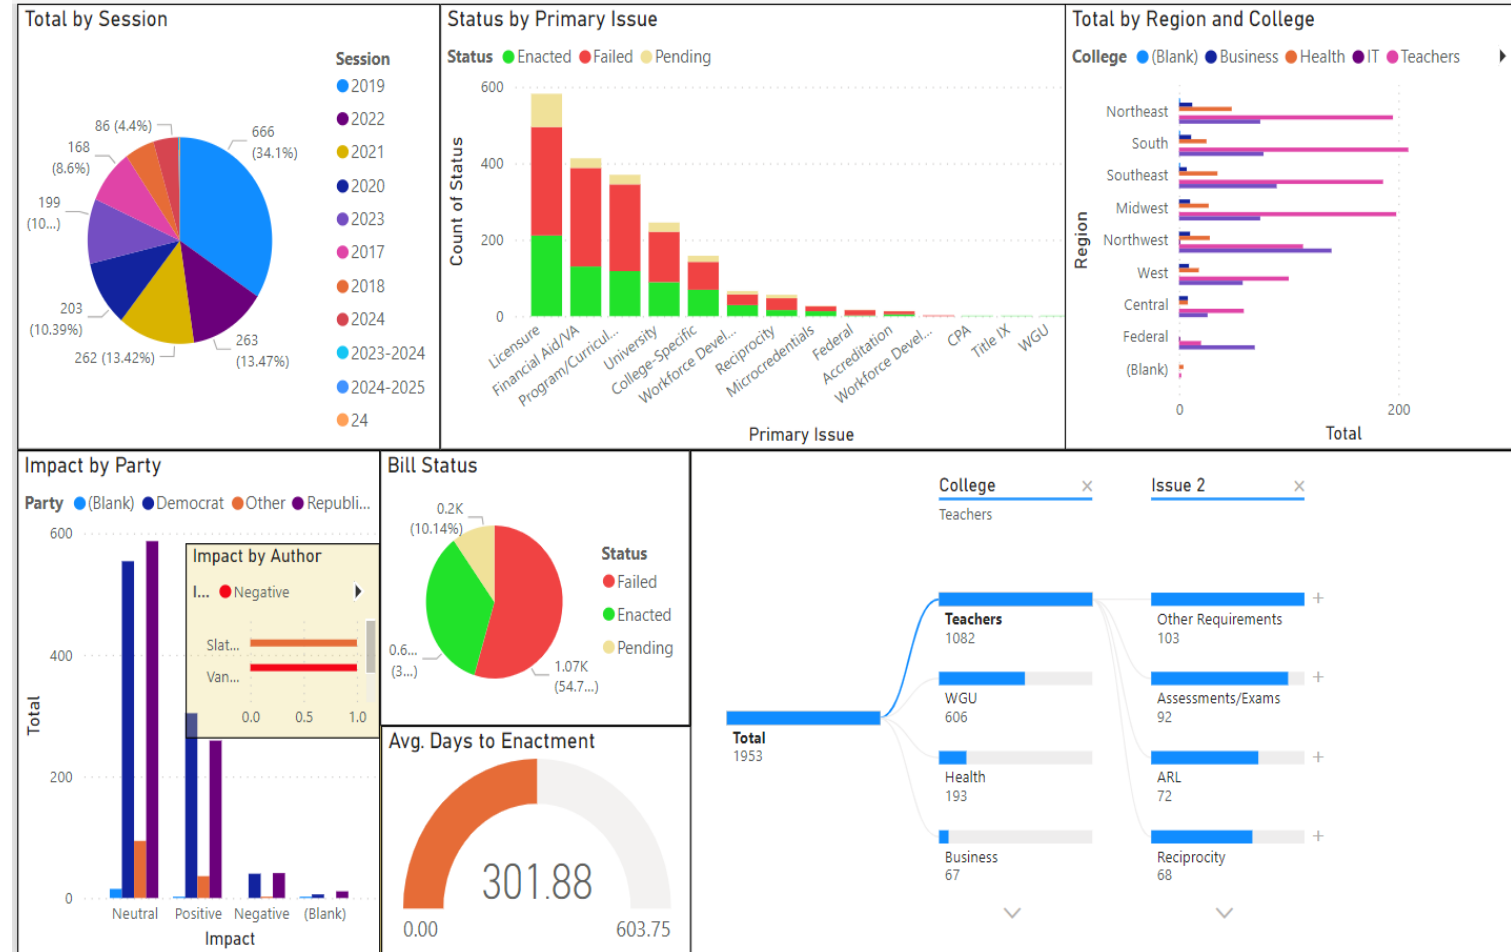 Total by Session
Session
2019
2022
2021
2020
2023
2017
2018
2024
2023-2024
2024-2025
24
86 (4.4%)
168
(8.6%)
199
(10...)
203
(10.39%)
262 (13.42%)
263
(13.47%)
666
(34.1%)
Status by Primary Issue
Status Enacted Failed Pending
Count of Status
600
400
200
0
Licensure
Financial Aid/VA
Program/Curricul...
University
College-Specific
Workforce Devel...
Reciprocity
Microcredentials
Federal
Accreditation
Workforce Devel...
CPA
Title IX
WGU
Primary Issue
Total by Region and College
College (Blank) Business Health IT Teachers
Region
Northeast
South
Southeast
Midwest
Northwest
West
Central
Federal
(Blank)
0 200
Total
Impact by Party
Party (Blank) Democrat Other Republi...
Total
600
400
200
0
Neutral Positive Negative (Blank)
Impact
Impact by Author
I... Negative
Slat...
Van...
0.0 0.5 1.0
Bill Status
0.2K
(10.14%)
0.6...
(3...)
1.07K
(54.7...)
Status
Failed
Enacted
Pending
Avg. Days to Enactment
301.88
0.00 603.75
College
Teachers
Issue 2
Total
1953
Teachers
1082
WGU
606
Health
193
Business
67
Other Requirements
103
Assessments/Exams
92
ARL
72
Reciprocity
68